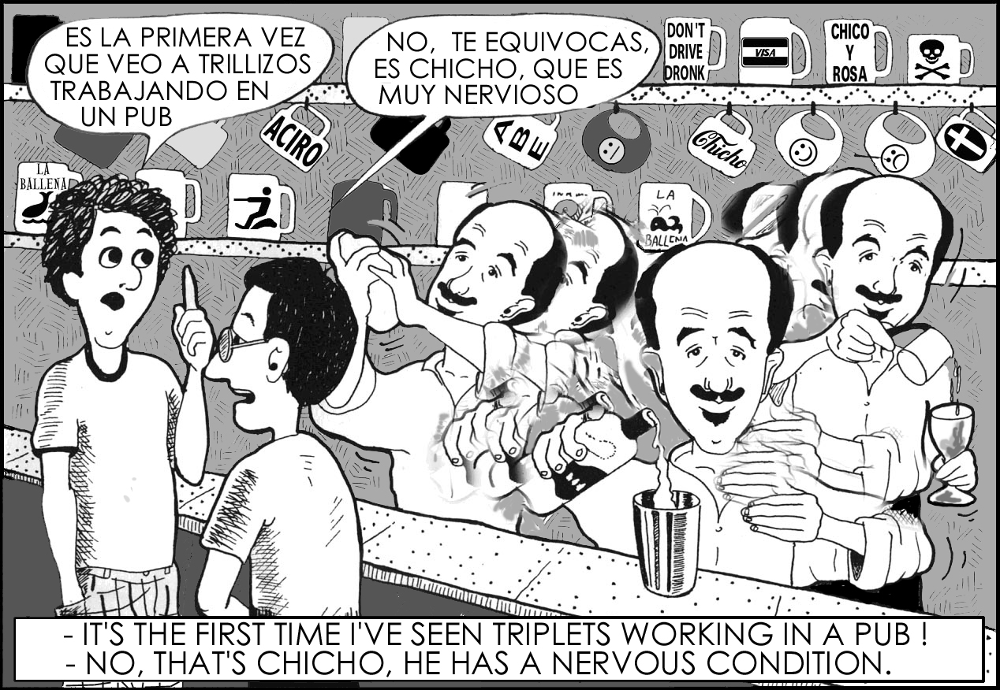 ES LA PRIMERA VEZ
QUE VEO A TRILLIZOS
TRABAJANDO EN
UN PUB
NO, TE EQUIVOCAS,
ES CHICHO, QUE ES
MUY NERVIOSO
DON'T
DRIVE
DRONK
VISA
CHICO
Y
ROSA
ACIRO
A
B
E
Chicho
LA
BALLENA
LA
BALLENA
- IT'S THE FIRST TIME I'VE SEEN TRIPLETS WORKING IN A PUB !
- NO, THAT'S CHICHO, HE HAS A NERVOUS CONDITION.